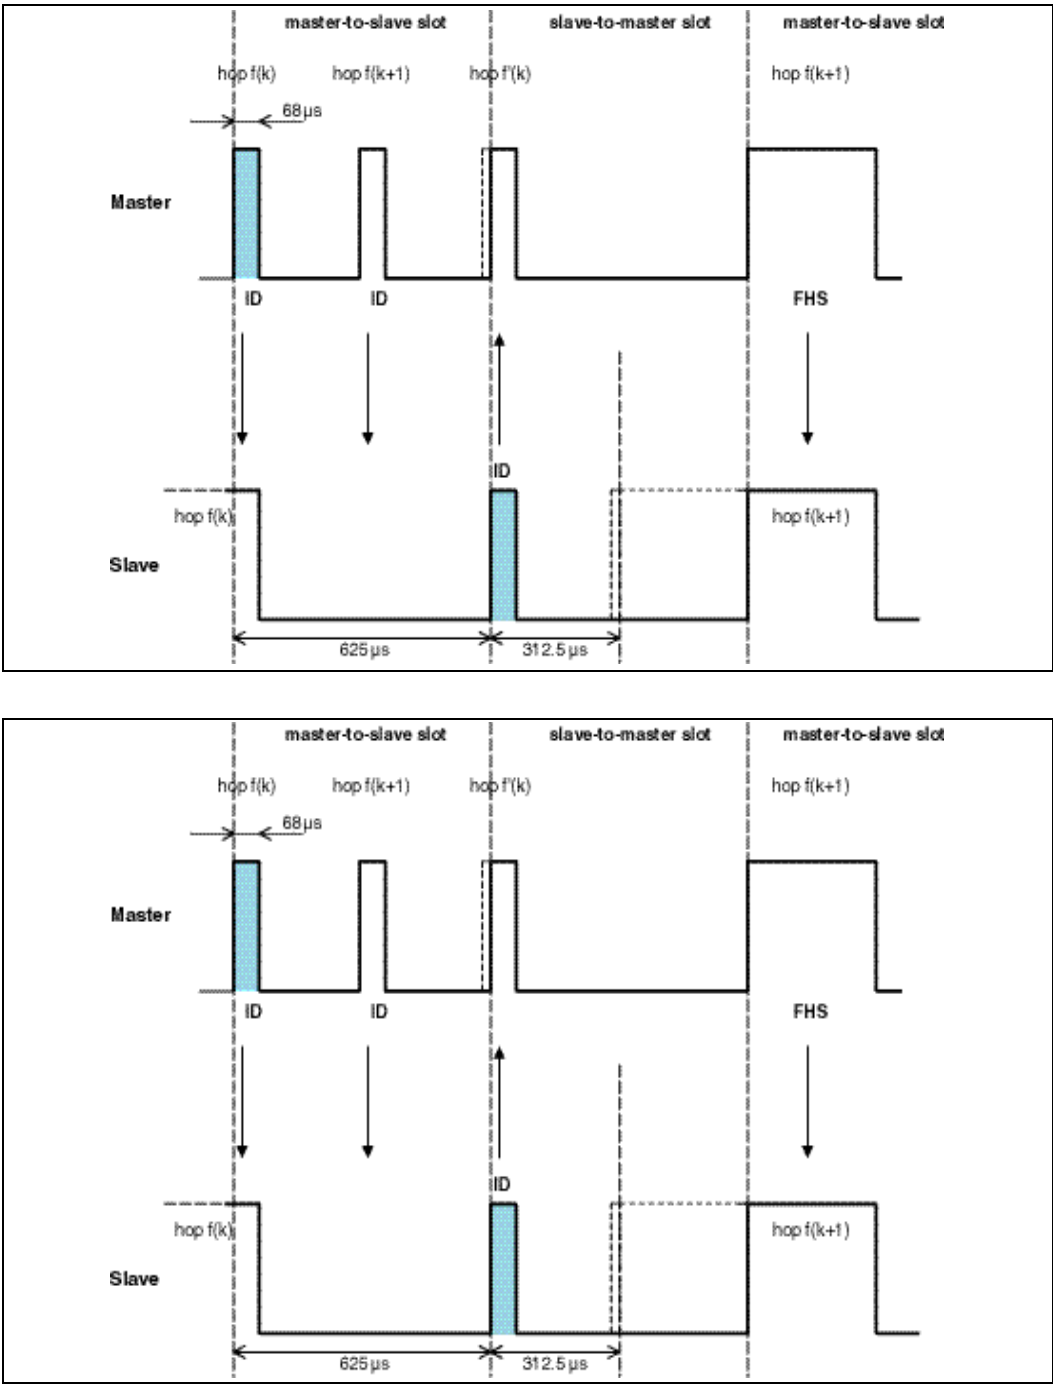 master-to-slave slot slave-to-master slot master-to-slave slot
hop f(k) hop f(k+1) hop f'(k) hop f(k+1)
68µs
Master
ID ID FHS
ID
hop f(k) hop f(k+1)
Slave
625µs 312.5µs
master-to-slave slot slave-to-master slot master-to-slave slot
hop f(k) hop f(k+1) hop f'(k) hop f(k+1)
68µs
Master
ID ID FHS
ID
hop f(k) hop f(k+1)
Slave
625µs 312.5µs